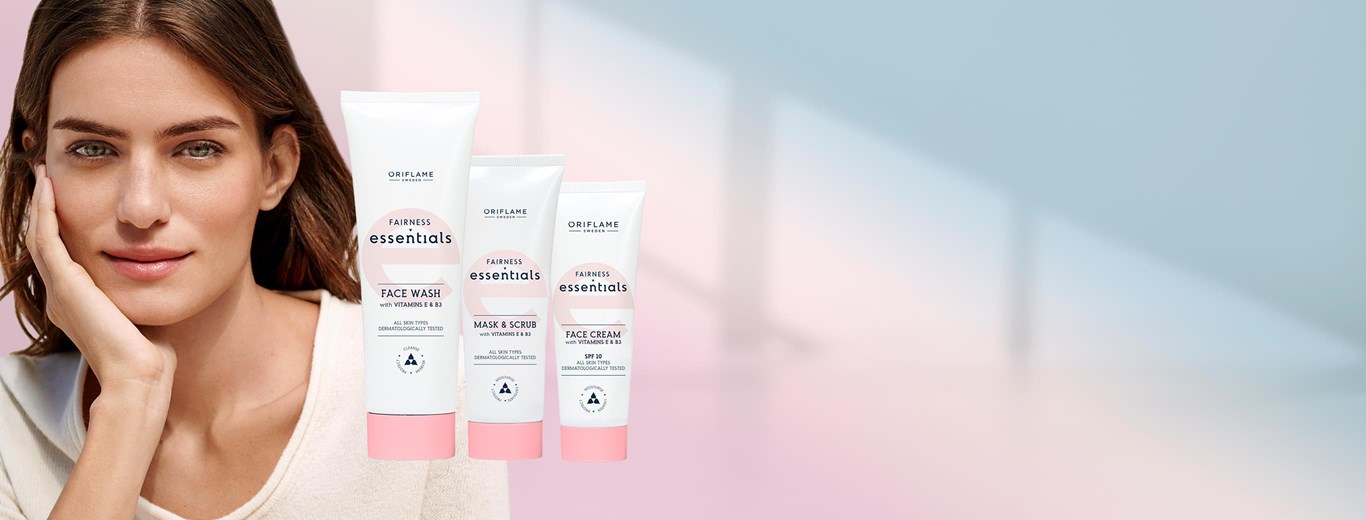 ORIFLAME
SWEDEN
FAIRNESS
essentials
FACE WASH
with VITAMINS E & B3
ALL SKIN TYPES
DERMATOLOGICALLY TESTED
ORIFLAME
SWEDEN
FAIRNESS
essentials
MASK & SCRUB
with VITAMINS E & B3
ALL SKIN TYPES
DERMATOLOGICALLY TESTED
ORIFLAME
SWEDEN
FAIRNESS
essentials
FACE CREAM
with VITAMINS E & B3
SPF 10
ALL SKIN TYPES
DERMATOLOGICALLY TESTED